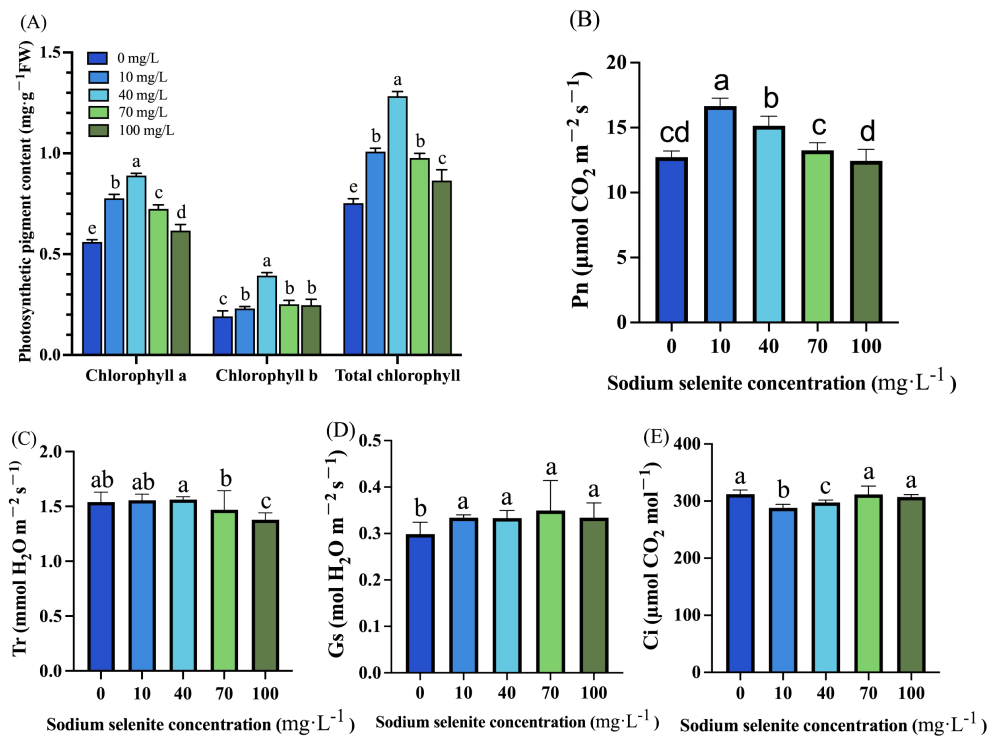 (A)
Photosynthetic pigment content (mg·g⁻¹FW)
1.5
1.0
0.5
0.0
0 mg/L
10 mg/L
40 mg/L
70 mg/L
100 mg/L
e b a c d
c b a b b
e b a b c
Chlorophyll a Chlorophyll b Total chlorophyll
(B)
Pn (μmol CO₂ m⁻² s⁻¹)
20
15
10
5
0
cd a b c d
0 10 40 70 100
Sodium selenite concentration (mg·L⁻¹)
(C)
Tr (mmol H₂O m⁻² s⁻¹)
2.0
1.5
1.0
0.5
0.0
ab ab a b c
0 10 40 70 100
Sodium selenite concentration (mg·L⁻¹)
(D)
Gs (mol H₂O m⁻² s⁻¹)
0.5
0.4
0.3
0.2
0.1
0.0
b a a a a
0 10 40 70 100
Sodium selenite concentration (mg·L⁻¹)
(E)
Ci (μmol CO₂ mol⁻¹)
400
300
200
100
0
a b c a a
0 10 40 70 100
Sodium selenite concentration (mg·L⁻¹)